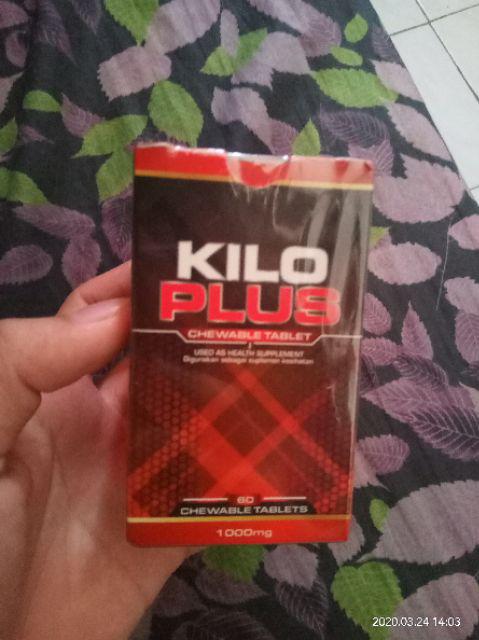 KILO
PLUS
CHEWABLE TABLET
USED AS HEALTH SUPPLEMENT
Digunakan sebagai suplemen kesihatan
60
CHEWABLE TABLETS
1000mg
2020.03.24 14:03